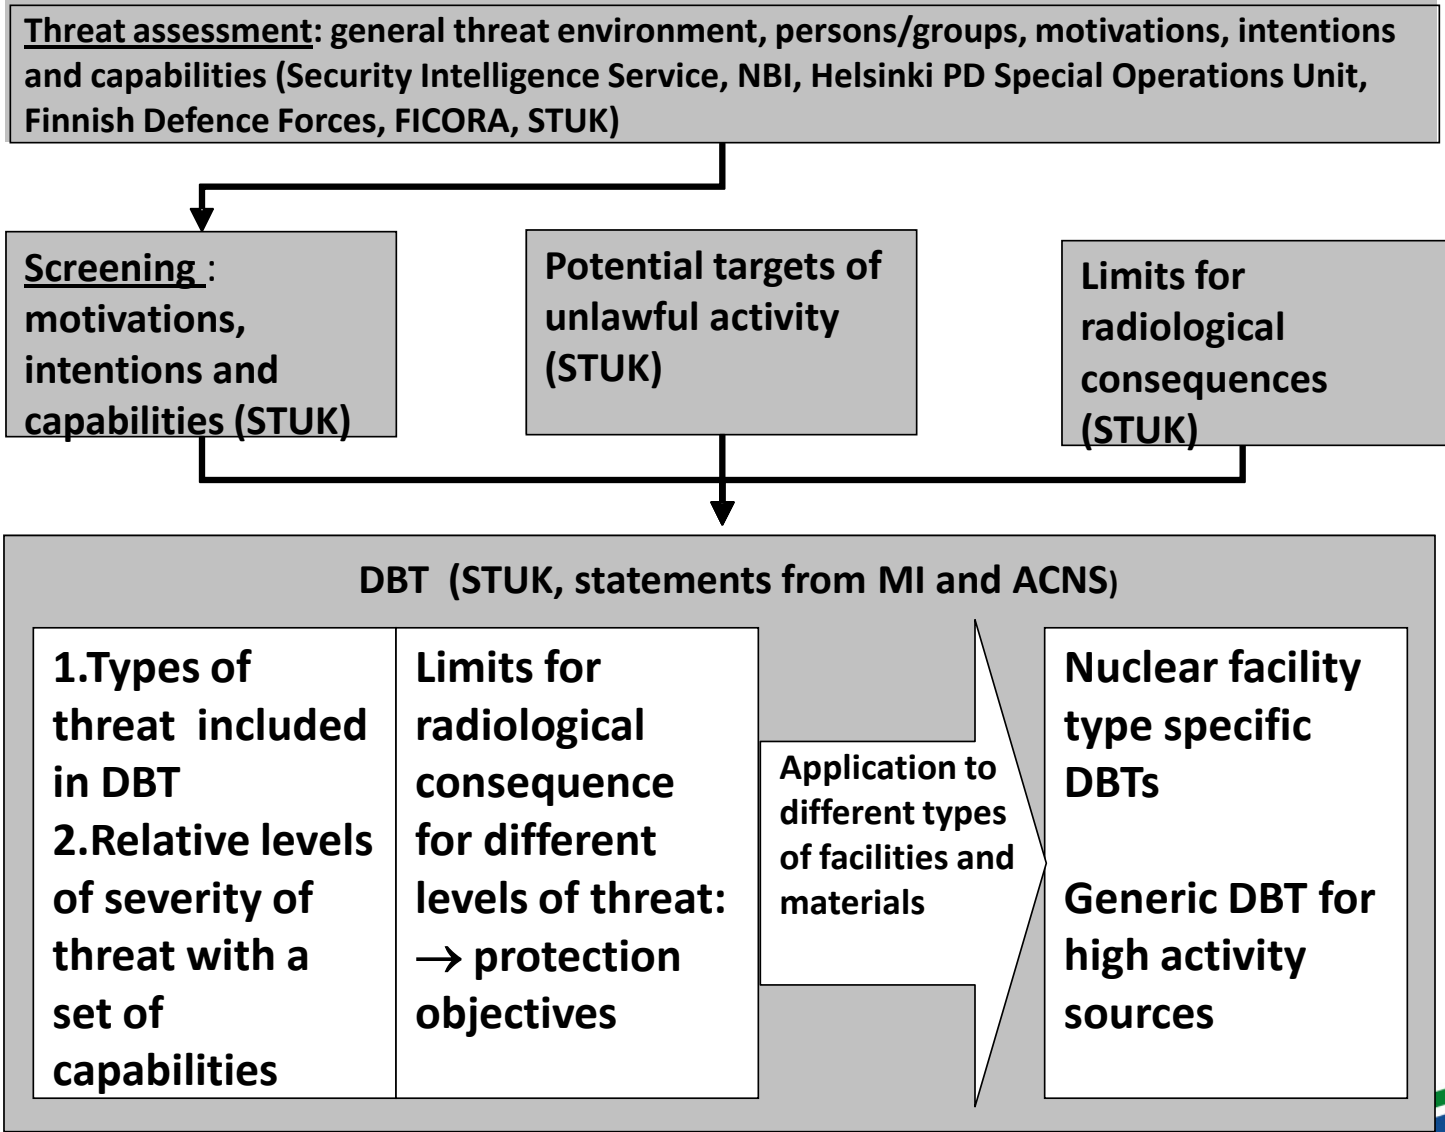 Threat assessment: general threat environment, persons/groups, motivations, intentions
and capabilities (Security Intelligence Service, NBI, Helsinki PD Special Operations Unit,
Finnish Defence Forces, FICORA, STUK)
Screening :
motivations,
intentions and
capabilities (STUK)
Potential targets of
unlawful activity
(STUK)
Limits for
radiological
consequences
(STUK)
DBT (STUK, statements from MI and ACNS)
1.Types of
threat included
in DBT
2.Relative levels
of severity of
threat with a
set of
capabilities
Limits for
radiological
consequence
for different
levels of threat:
→ protection
objectives
Application to
different types
of facilities and
materials
Nuclear facility
type specific
DBTs
Generic DBT for
high activity
sources